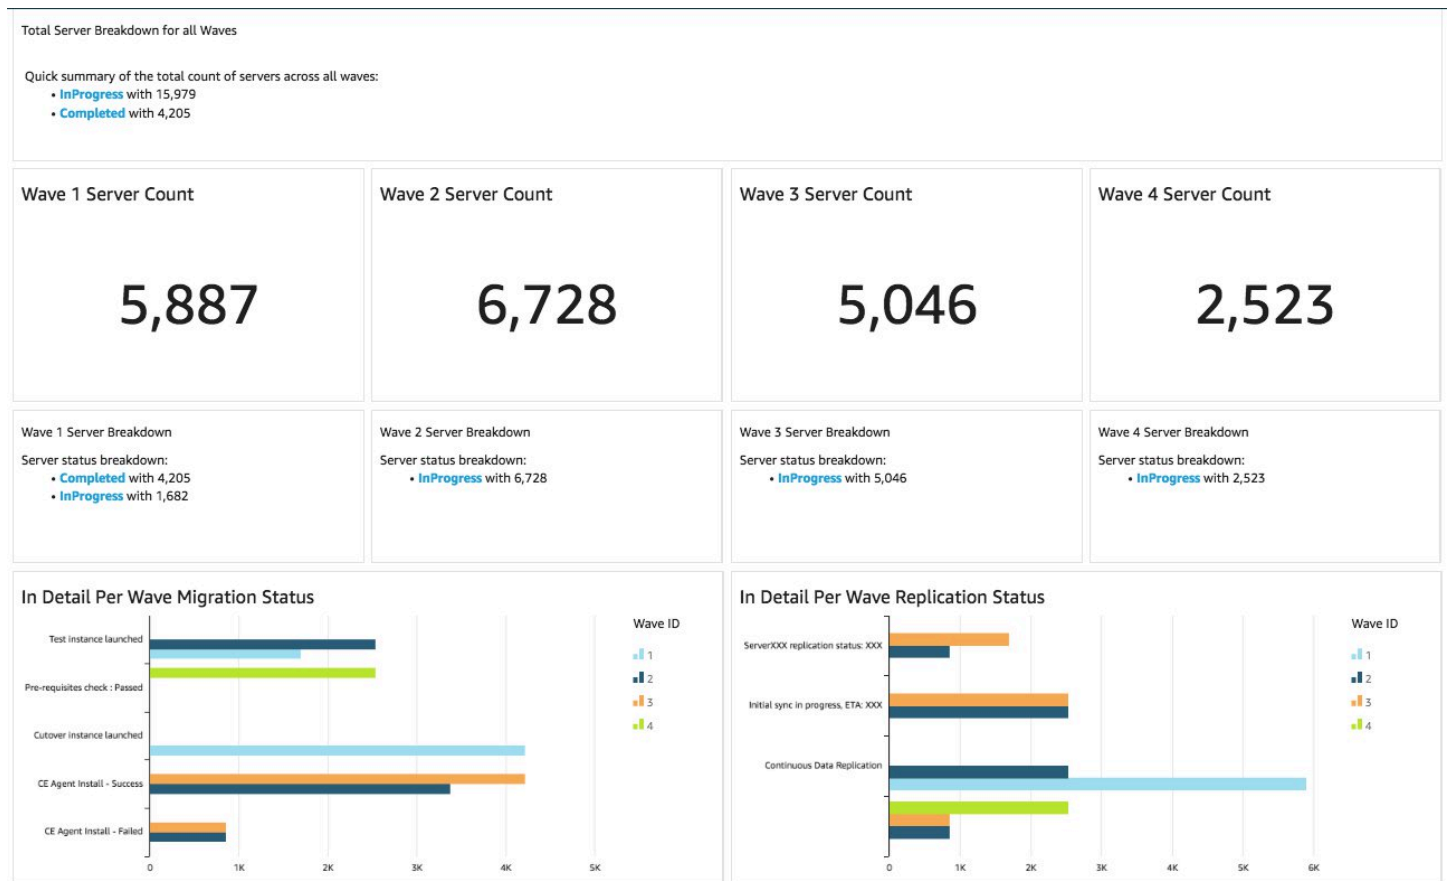 Total Server Breakdown for all Waves
Quick summary of the total count of servers across all waves:
• InProgress with 15,979
• Completed with 4,205
Wave 1 Server Count
5,887
Wave 2 Server Count
6,728
Wave 3 Server Count
5,046
Wave 4 Server Count
2,523
Wave 1 Server Breakdown
Server status breakdown:
• Completed with 4,205
• InProgress with 1,682
Wave 2 Server Breakdown
Server status breakdown:
• InProgress with 6,728
Wave 3 Server Breakdown
Server status breakdown:
• InProgress with 5,046
Wave 4 Server Breakdown
Server status breakdown:
• InProgress with 2,523
In Detail Per Wave Migration Status
Test instance launched
Pre-requisites check : Passed
Cutover instance launched
CE Agent Install - Success
CE Agent Install - Failed
0 1K 2K 3K 4K 5K
Wave ID
1
2
3
4
In Detail Per Wave Replication Status
ServerXXX replication status: XXX
Initial sync in progress, ETA: XXX
Continuous Data Replication
0 1K 2K 3K 4K 5K 6K
Wave ID
1
2
3
4